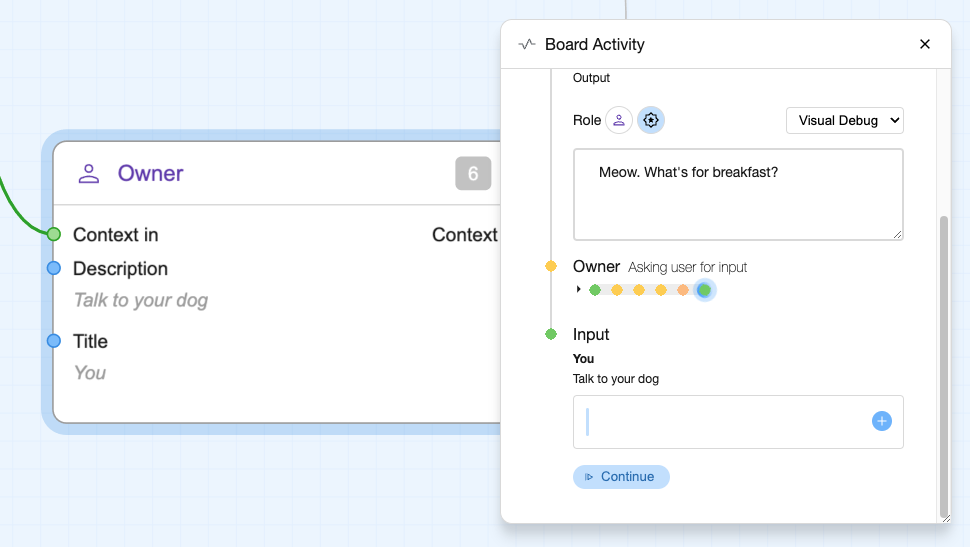 Owner
6
Context in
Context
Description
Talk to your dog
Title
You
Board Activity
Output
Role
Visual Debug
Meow. What's for breakfast?
Owner Asking user for input
Input
You
Talk to your dog
Continue